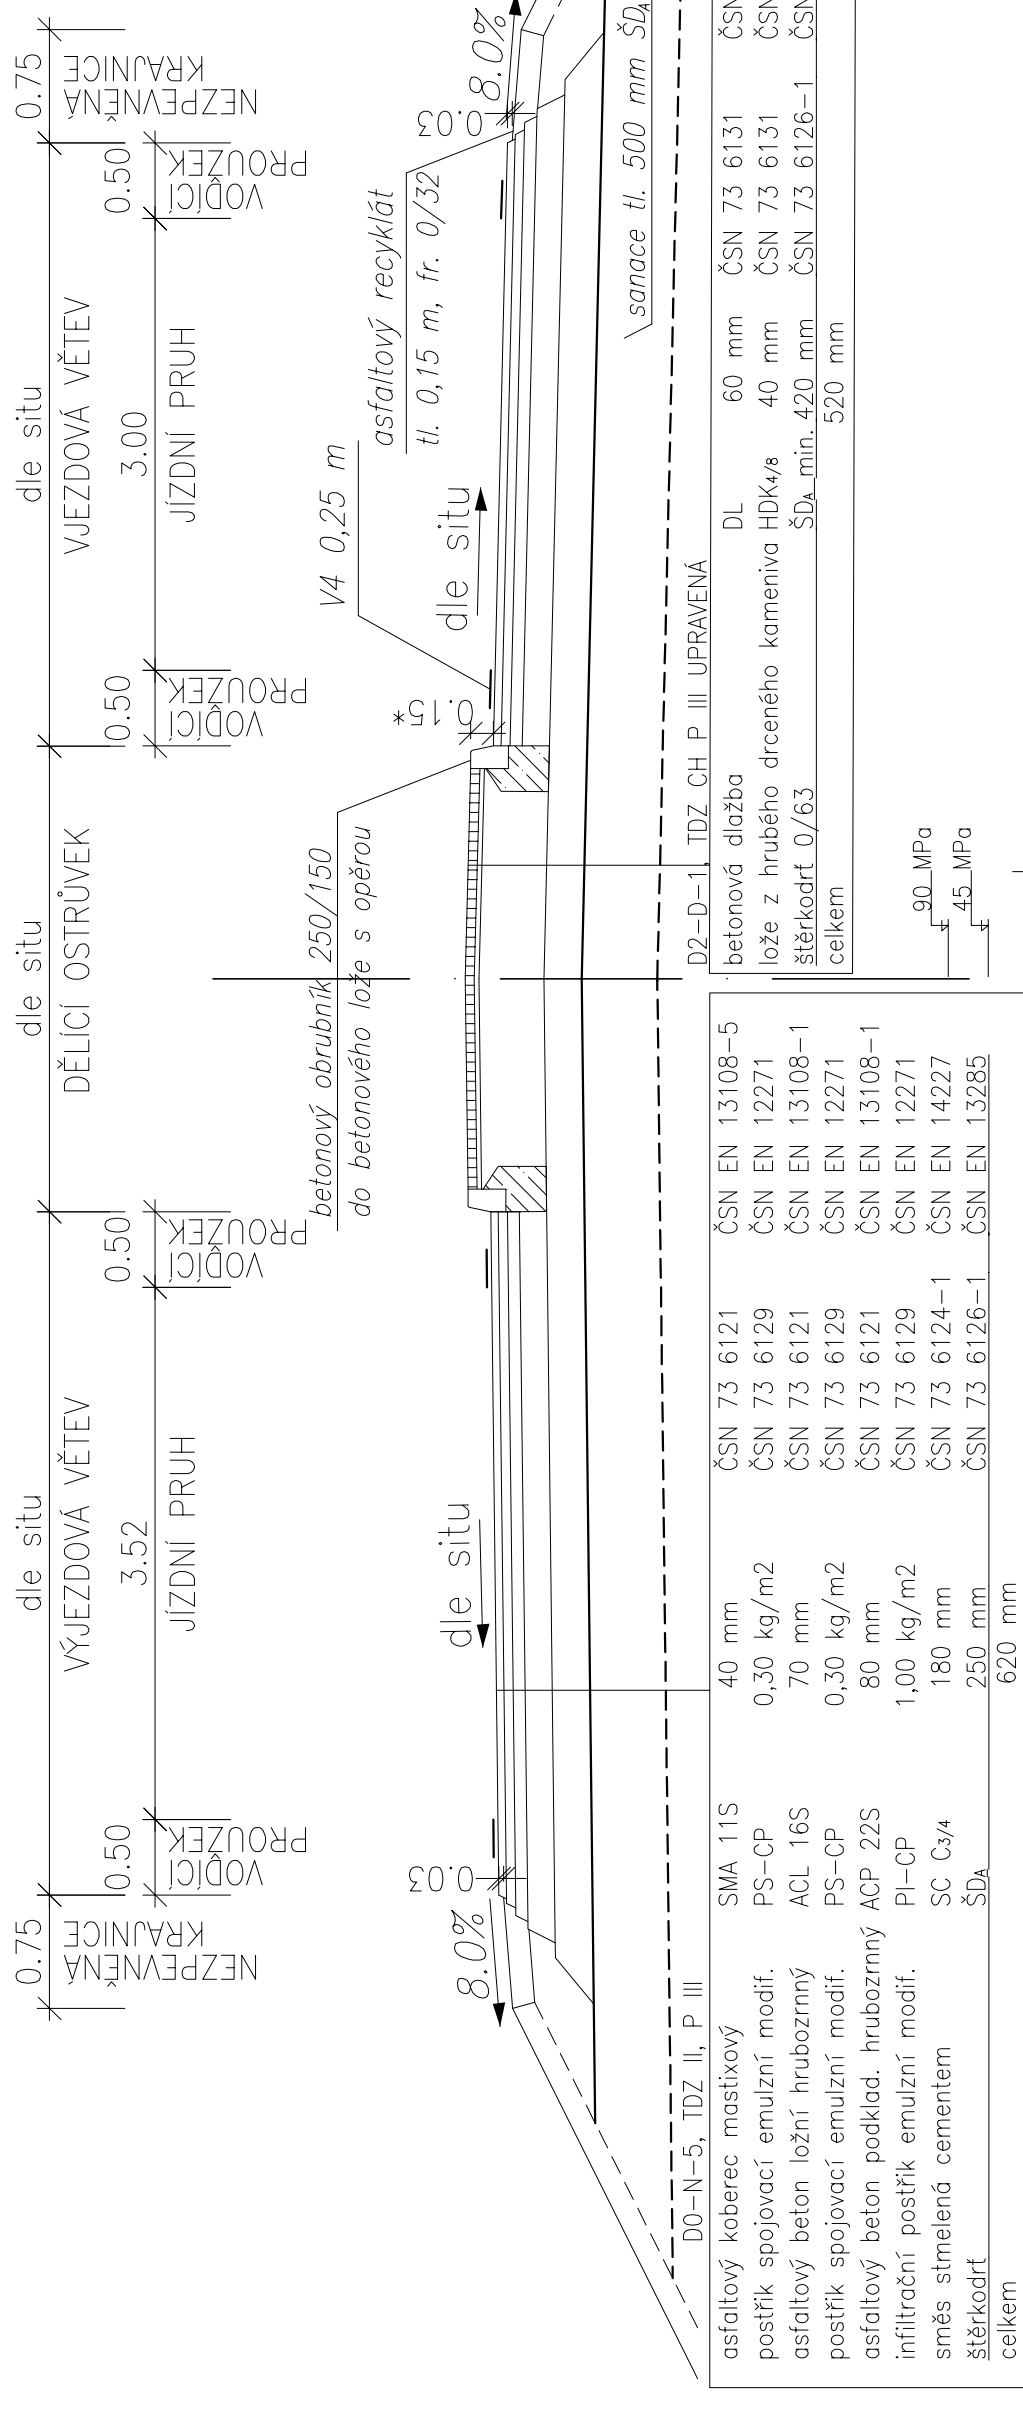 dle situ
dle situ
dle situ
0.75
VÝJEZDOVÁ VĚTEV
DĚLÍCÍ OSTRŮVEK
VJEZDOVÁ VĚTEV
0.75
NEZPEVNĚNÁ
KRAJNICE
0.50
3.52
0.50
0.50
3.00
0.50
NEZPEVNĚNÁ
KRAJNICE
VODÍCÍ
PROUŽEK
JÍZDNÍ PRUH
VODÍCÍ
PROUŽEK
VODÍCÍ
PROUŽEK
JÍZDNÍ PRUH
VODÍCÍ
PROUŽEK
betonový obrubník 250/150
do betonového lože s opěrou
V4 0,25 m
asfaltový recyklát
tl. 0,15 m, fr. 0/32
8.0%
0.03
dle situ
0.15*
dle situ
0.03
8.0%
sanace tl. 500 mm ŠDA
D0-N-5, TDZ II, P III
asfaltový koberec mastixový SMA 11S 40 mm ČSN 73 6121 ČSN EN 13108-5
postřik spojovací emulzní modif. PS-CP 0,30 kg/m2 ČSN 73 6129 ČSN EN 12271
asfaltový beton ložní hrubozrnný ACL 16S 70 mm ČSN 73 6121 ČSN EN 13108-1
postřik spojovací emulzní modif. PS-CP 0,30 kg/m2 ČSN 73 6129 ČSN EN 12271
asfaltový beton podklad. hrubozrnný ACP 22S 80 mm ČSN 73 6121 ČSN EN 13108-1
infiltrační postřik emulzní modif. PI-CP 1,00 kg/m2 ČSN 73 6129 ČSN EN 12271
směs stmelená cementem SC C3/4 180 mm ČSN 73 6124-1 ČSN EN 14227
štěrkodrť ŠDA 250 mm ČSN 73 6126-1 ČSN EN 13285
celkem 620 mm
D2-D-1, TDZ CH P III UPRAVENÁ
betonová dlažba DL 60 mm ČSN 73 6131 ČSN
lože z hrubého drceného kameniva HDK4/8 40 mm ČSN 73 6131 ČSN
štěrkodrť 0/63 ŠDA min. 420 mm ČSN 73 6126-1 ČSN
celkem 520 mm
90 MPa
45 MPa